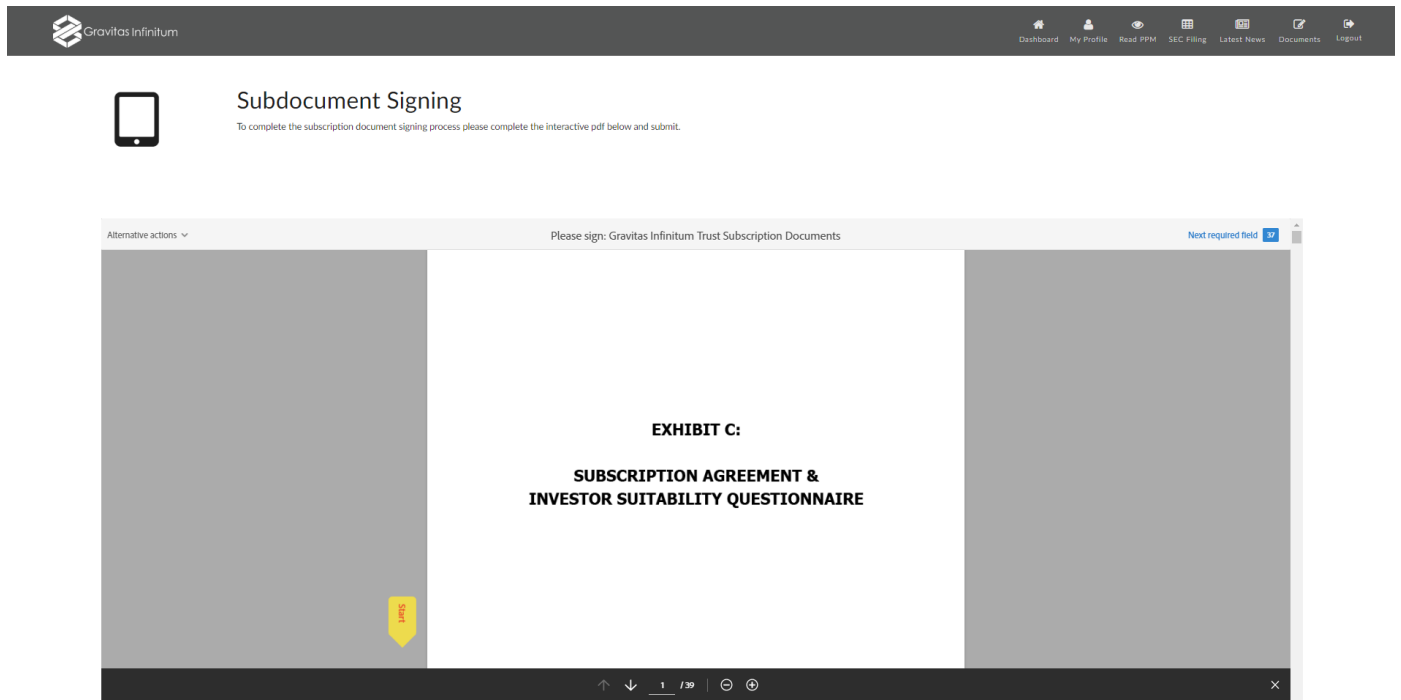 Gravitas Infinitum
Dashboard My Profile Read PPM SEC Filing Latest News Documents Logout
Subdocument Signing
To complete the subscription document signing process please complete the interactive pdf below and submit.
Alternative actions
Please sign: Gravitas Infinitum Trust Subscription Documents
Next required field 37
EXHIBIT C:
SUBSCRIPTION AGREEMENT &
INVESTOR SUITABILITY QUESTIONNAIRE
Start
1 /39